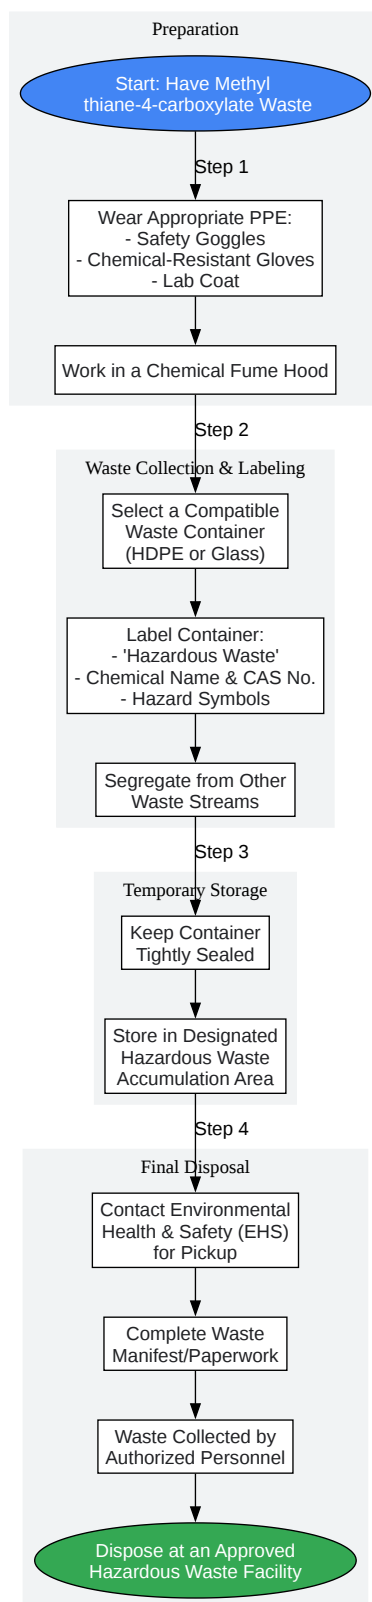 Preparation
Start: Have Methyl
thiane-4-carboxylate Waste
Step 1
Wear Appropriate PPE:
- Safety Goggles
- Chemical-Resistant Gloves
- Lab Coat
Work in a Chemical Fume Hood
Step 2
Waste Collection & Labeling
Select a Compatible
Waste Container
(HDPE or Glass)
Label Container:
- 'Hazardous Waste'
- Chemical Name & CAS No.
- Hazard Symbols
Segregate from Other
Waste Streams
Step 3
Temporary Storage
Keep Container
Tightly Sealed
Store in Designated
Hazardous Waste
Accumulation Area
Step 4
Final Disposal
Contact Environmental
Health & Safety (EHS)
for Pickup
Complete Waste
Manifest/Paperwork
Waste Collected by
Authorized Personnel
Dispose at an Approved
Hazardous Waste Facility